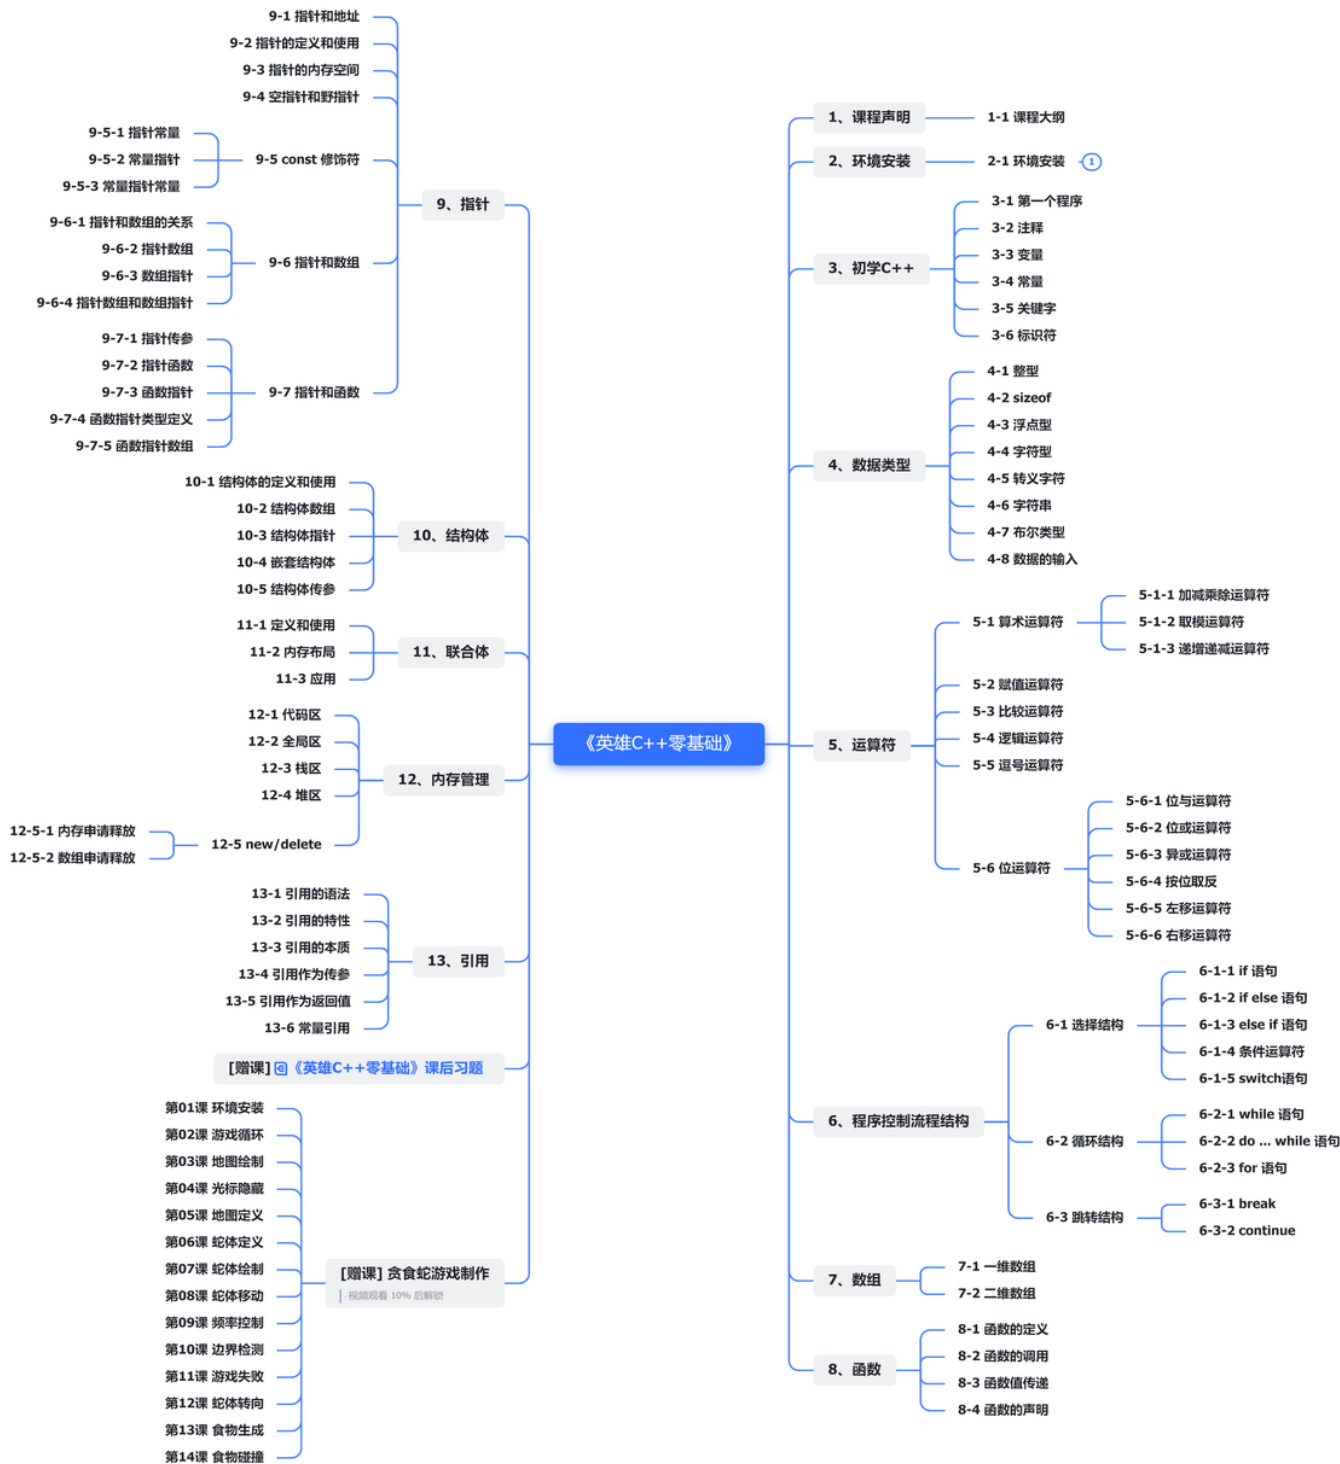 《英雄C++零基础》
1、课程声明
1-1 课程大纲
2、环境安装
2-1 环境安装
1
3、初学C++
3-1 第一个程序
3-2 注释
3-3 变量
3-4 常量
3-5 关键字
3-6 标识符
4、数据类型
4-1 整型
4-2 sizeof
4-3 浮点型
4-4 字符型
4-5 转义字符
4-6 字符串
4-7 布尔类型
4-8 数据的输入
5、运算符
5-1 算术运算符
5-1-1 加减乘除运算符
5-1-2 取模运算符
5-1-3 递增递减运算符
5-2 赋值运算符
5-3 比较运算符
5-4 逻辑运算符
5-5 逗号运算符
5-6 位运算符
5-6-1 位与运算符
5-6-2 位或运算符
5-6-3 异或运算符
5-6-4 按位取反
5-6-5 左移运算符
5-6-6 右移运算符
6、程序控制流程结构
6-1 选择结构
6-1-1 if 语句
6-1-2 if else 语句
6-1-3 else if 语句
6-1-4 条件运算符
6-1-5 switch语句
6-2 循环结构
6-2-1 while 语句
6-2-2 do ... while 语句
6-2-3 for 语句
6-3 跳转结构
6-3-1 break
6-3-2 continue
7、数组
7-1 一维数组
7-2 二维数组
8、函数
8-1 函数的定义
8-2 函数的调用
8-3 函数值传递
8-4 函数的声明
9、指针
9-1 指针和地址
9-2 指针的定义和使用
9-3 指针的内存空间
9-4 空指针和野指针
9-5 const 修饰符
9-5-1 指针常量
9-5-2 常量指针
9-5-3 常量指针常量
9-6 指针和数组
9-6-1 指针和数组的关系
9-6-2 指针数组
9-6-3 数组指针
9-6-4 指针数组和数组指针
9-7 指针和函数
9-7-1 指针传参
9-7-2 指针函数
9-7-3 函数指针
9-7-4 函数指针类型定义
9-7-5 函数指针数组
10、结构体
10-1 结构体的定义和使用
10-2 结构体数组
10-3 结构体指针
10-4 嵌套结构体
10-5 结构体传参
11、联合体
11-1 定义和使用
11-2 内存布局
11-3 应用
12、内存管理
12-1 代码区
12-2 全局区
12-3 栈区
12-4 堆区
12-5 new/delete
12-5-1 内存申请释放
12-5-2 数组申请释放
13、引用
13-1 引用的语法
13-2 引用的特性
13-3 引用的本质
13-4 引用作为传参
13-5 引用作为返回值
13-6 常量引用
[赠课]《英雄C++零基础》课后习题
[赠课] 贪食蛇游戏制作
视频观看 10% 后解锁
第01课 环境安装
第02课 游戏循环
第03课 地图绘制
第04课 光标隐藏
第05课 地图定义
第06课 蛇体定义
第07课 蛇体绘制
第08课 蛇体移动
第09课 频率控制
第10课 边界检测
第11课 游戏失败
第12课 蛇体转向
第13课 食物生成
第14课 食物碰撞